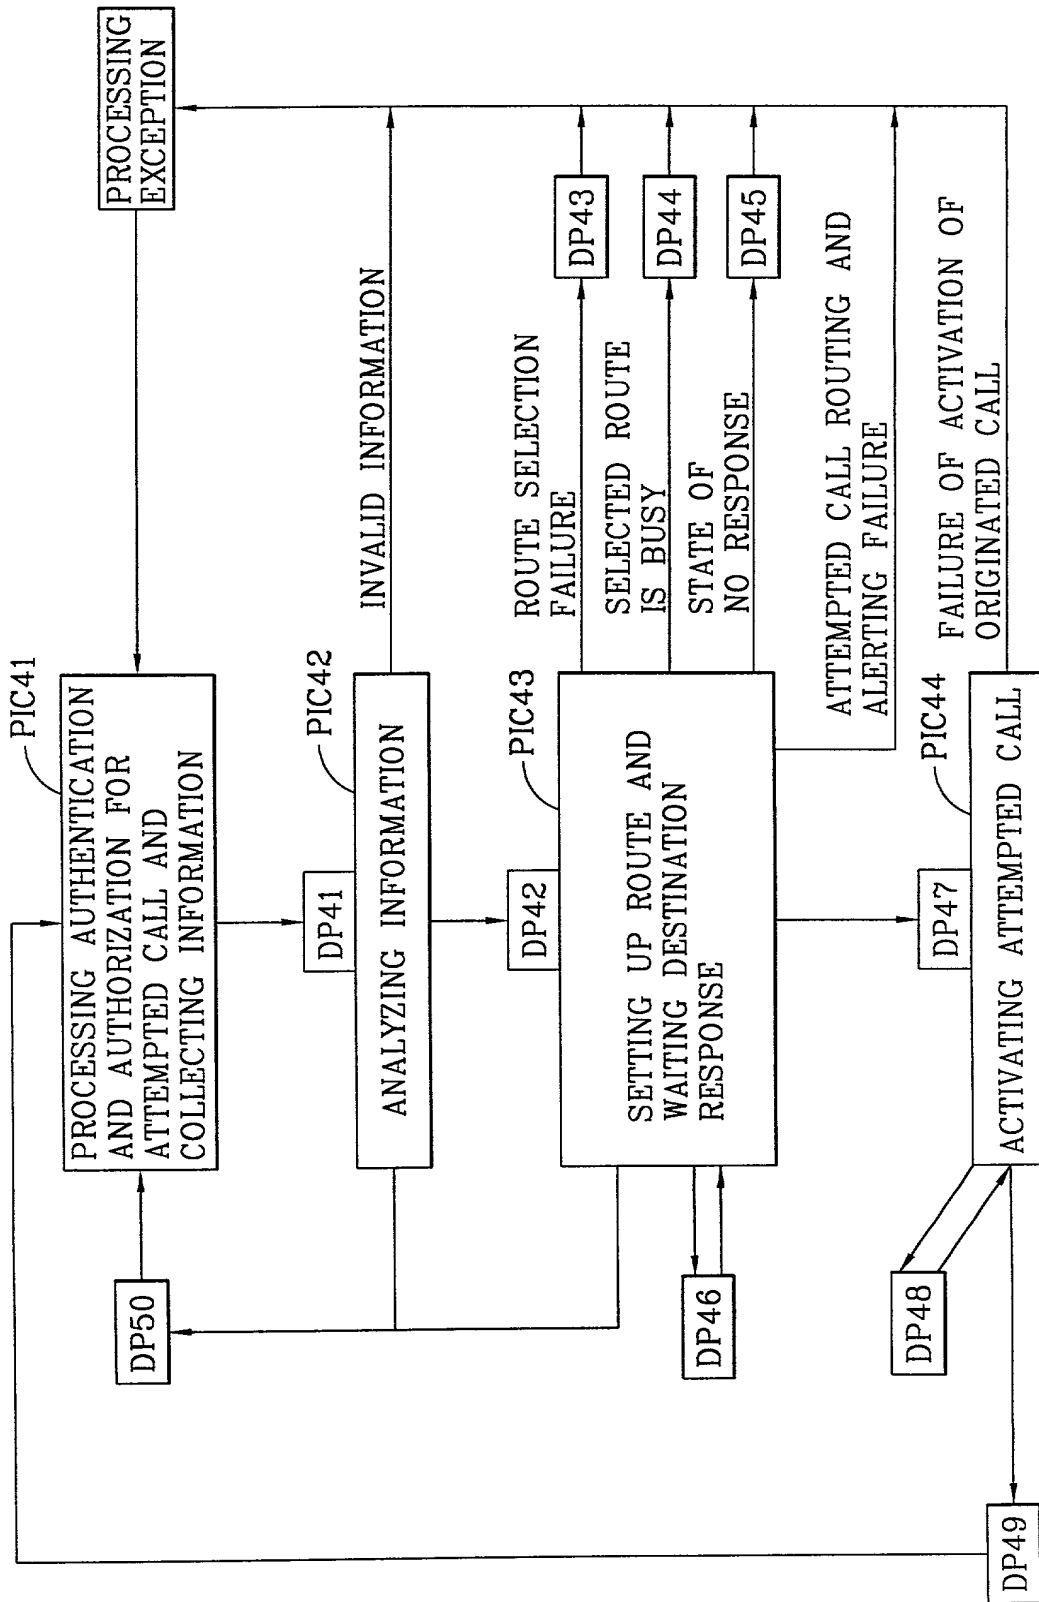 PROCESSING
EXCEPTION
PIC41
PROCESSING AUTHENTICATION
AND AUTHORIZATION FOR
ATTEMPTED CALL AND
COLLECTING INFORMATION
DP50
INVALID INFORMATION
PIC42
DP41
ANALYZING INFORMATION
ROUTE SELECTION
FAILURE
DP43
SELECTED ROUTE
IS BUSY
DP44
STATE OF
NO RESPONSE
DP45
PIC43
DP42
SETTING UP ROUTE AND
WAITING DESTINATION
RESPONSE
DP46
ATTEMPTED CALL ROUTING AND
ALERTING FAILURE
FAILURE OF ACTIVATION OF
ORIGINATED CALL
PIC44
DP47
ACTIVATING ATTEMPTED CALL
DP48
DP49